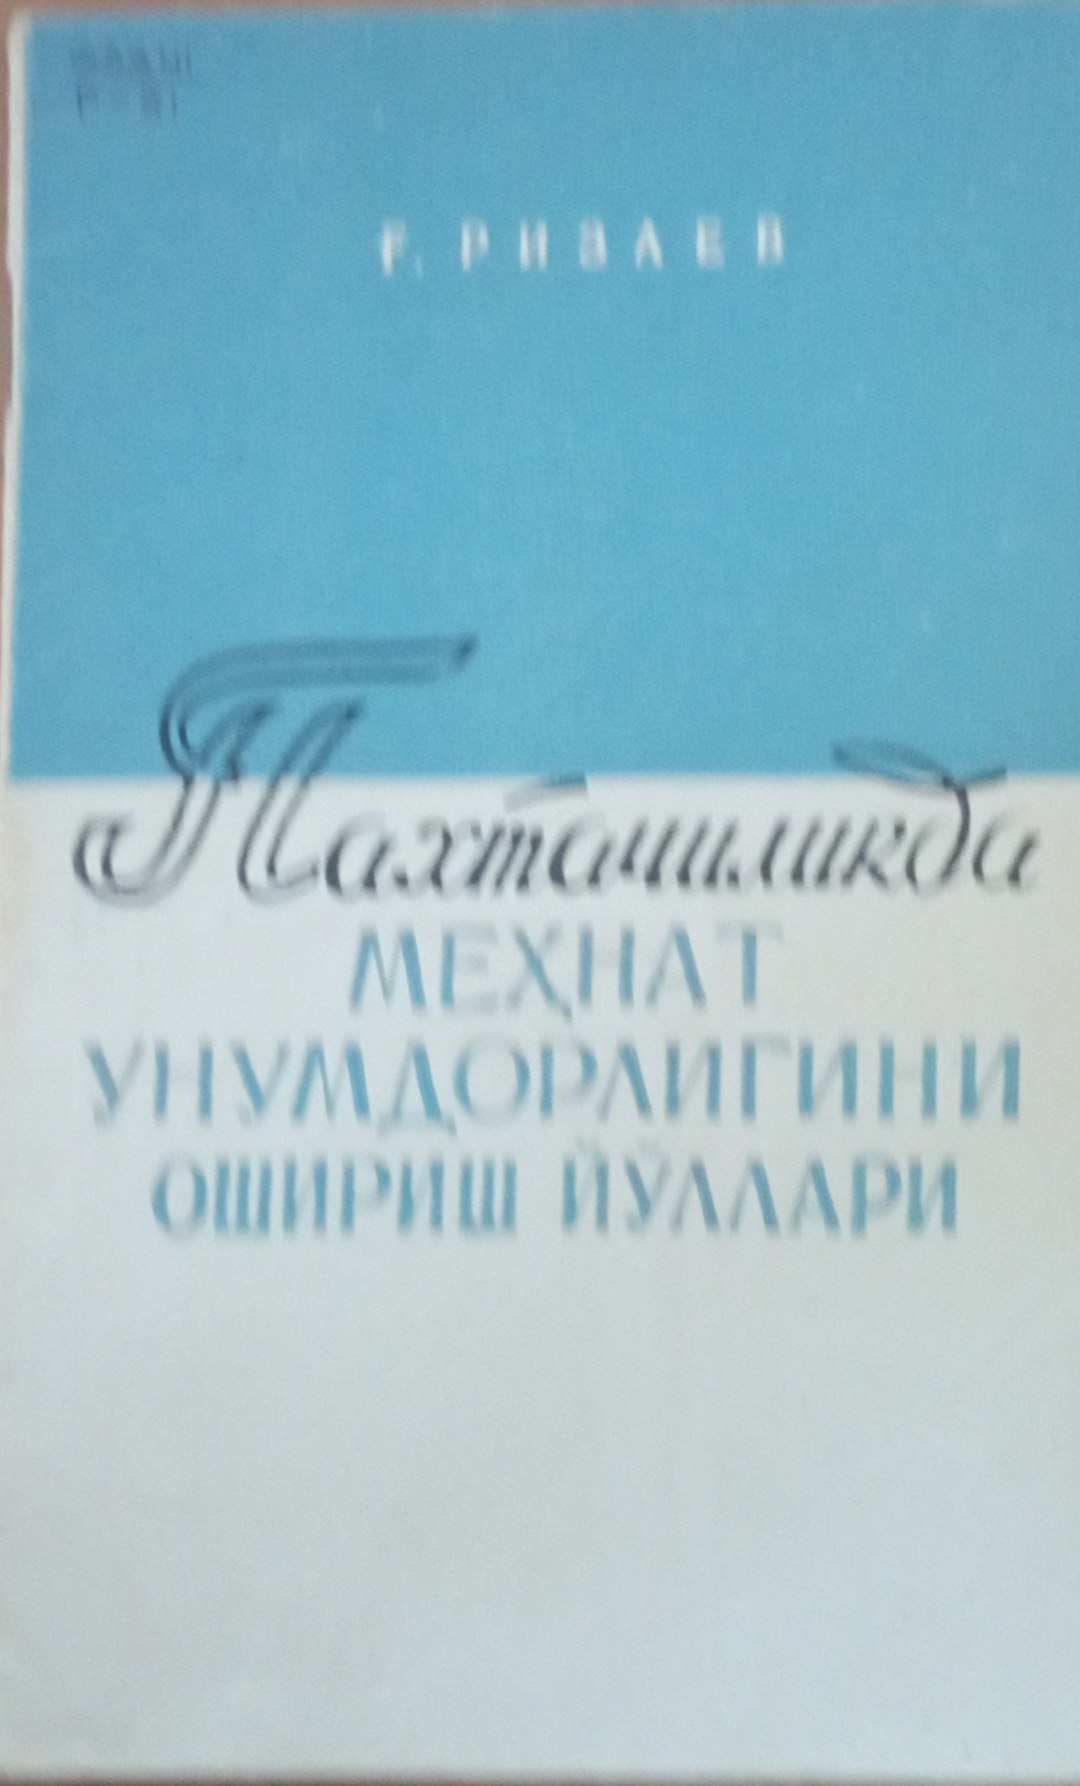 Ғ. РИЗАЕВ
Пахтачиликда
МЕҲНАТ
УНУМДОРЛИГИНИ
ОШИРИШ ЙЎЛЛАРИ